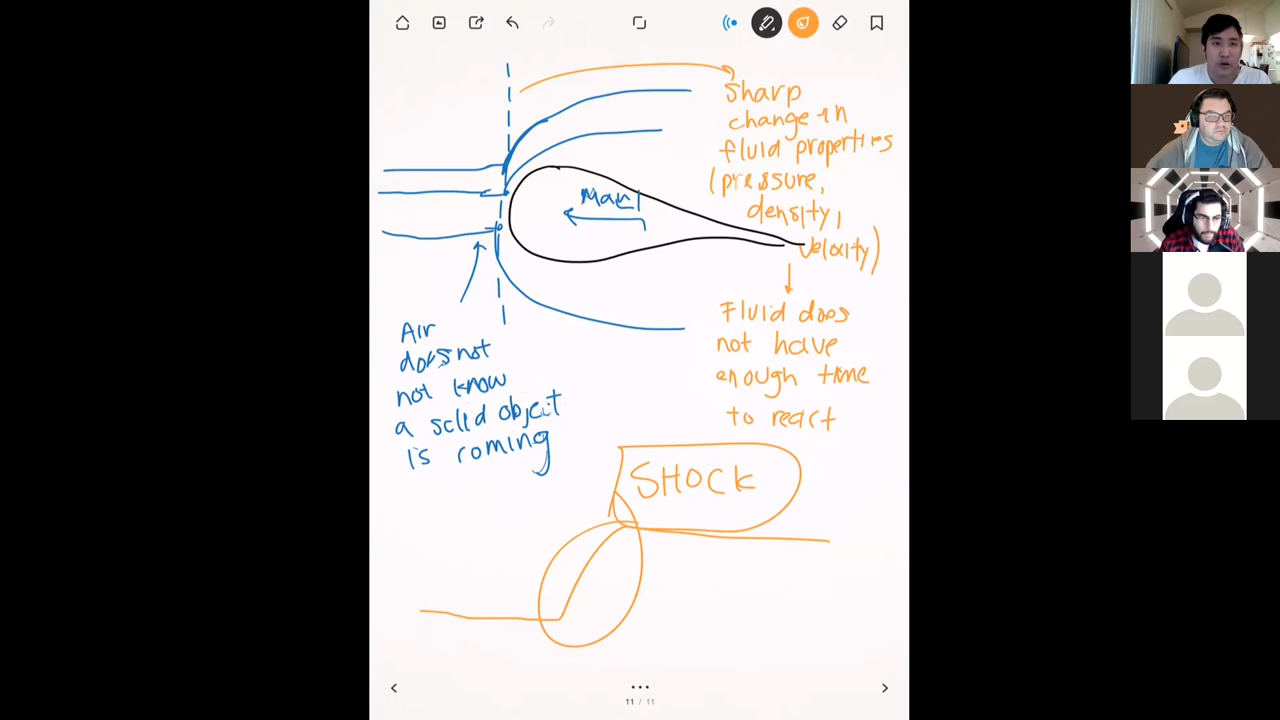 sharp
change in
fluid properties
(pressure,
density,
velocity)
Mach 1
Fluid does
not have
enough time
to react
Air
does not
not know
a solid object
is coming
SHOCK
11 / 11